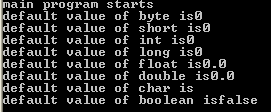 main program starts
default value of byte is0
default value of short is0
default value of int is0
default value of long is0
default value of float is0.0
default value of double is0.0
default value of char is
default value of boolean isfalse